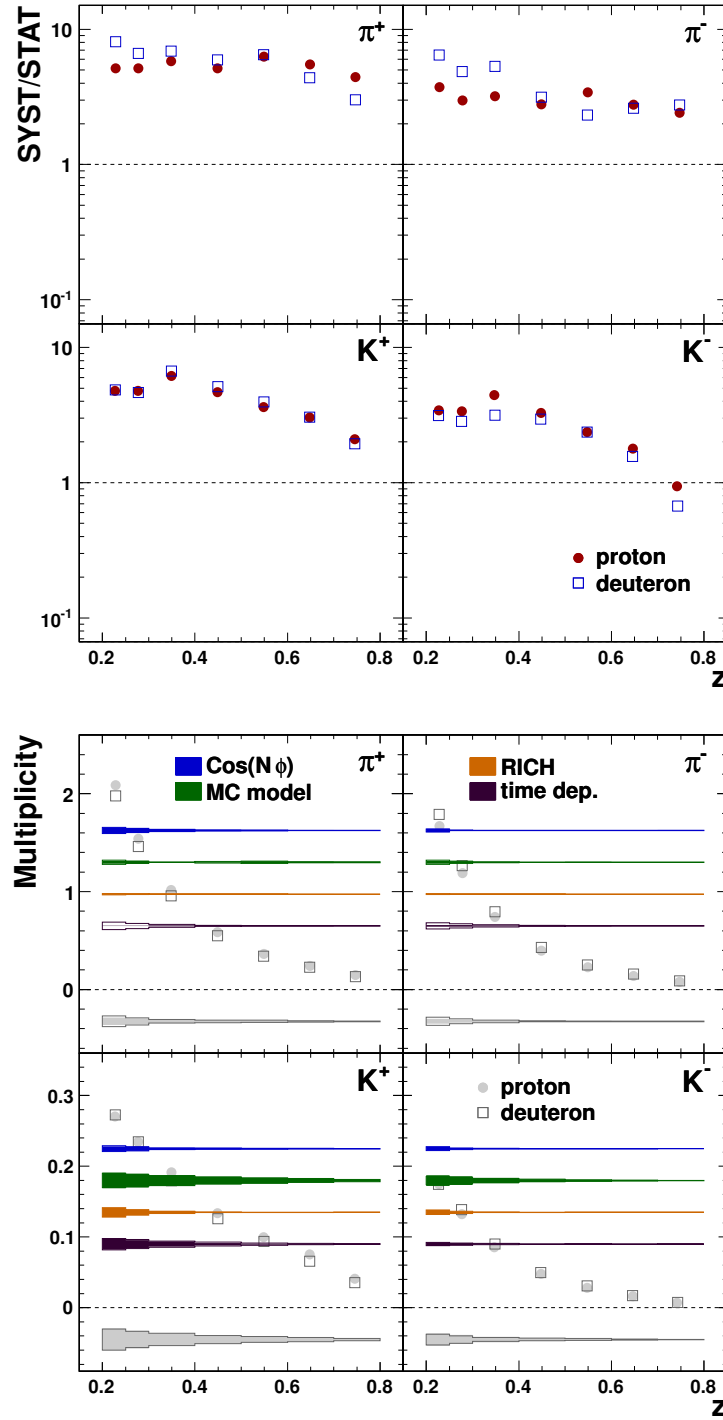 SYST/STAT
10
1
10⁻¹
π⁺
π⁻
10
1
10⁻¹
K⁺
K⁻
proton
deuteron
0.2 0.4 0.6 0.8
0.2 0.4 0.6 0.8
z
Multiplicity
2
1
0
Cos(N ϕ)
MC model
π⁺
RICH
time dep.
π⁻
0.3
0.2
0.1
0
K⁺
proton
deuteron
K⁻
0.2 0.4 0.6 0.8
0.2 0.4 0.6 0.8
z